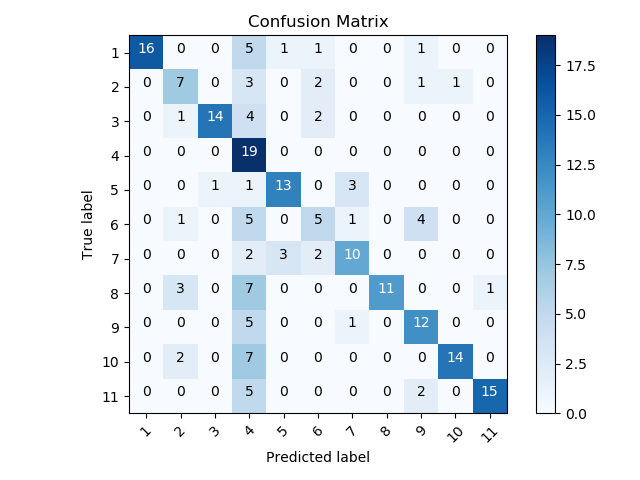 Confusion Matrix
1 16 0 0 5 1 1 0 0 1 0 0
2 0 7 0 3 0 2 0 0 1 1 0
3 0 1 14 4 0 2 0 0 0 0 0
4 0 0 0 19 0 0 0 0 0 0 0
5 0 0 1 1 13 0 3 0 0 0 0
6 0 1 0 5 0 5 1 0 4 0 0
7 0 0 0 2 3 2 10 0 0 0 0
8 0 3 0 7 0 0 0 11 0 0 1
9 0 0 0 5 0 0 1 0 12 0 0
10 0 2 0 7 0 0 0 0 0 14 0
11 0 0 0 5 0 0 0 0 2 0 15
1 2 3 4 5 6 7 8 9 10 11
True label
Predicted label
17.5
15.0
12.5
10.0
7.5
5.0
2.5
0.0